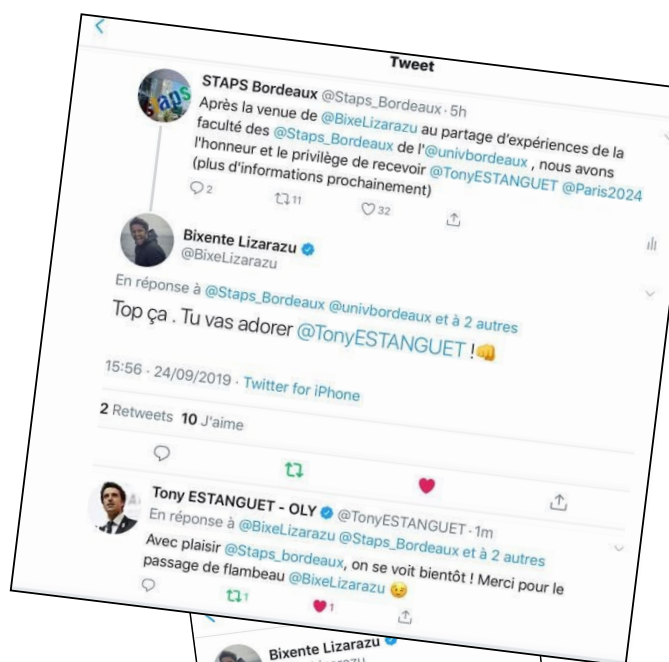 Tweet
STAPS Bordeaux @Staps_Bordeaux · 5h
Après la venue de @BixeLizarazu au partage d'expériences de la
faculté des @Staps_Bordeaux de l'@univbordeaux , nous avons
l'honneur et le privilège de recevoir @TonyESTANGUET @Paris2024
(plus d'informations prochainement)
2 11 32
Bixente Lizarazu
@BixeLizarazu
En réponse à @Staps_Bordeaux @univbordeaux et à 2 autres
Top ça . Tu vas adorer @TonyESTANGUET !👊
15:56 · 24/09/2019 · Twitter for iPhone
2 Retweets 10 J'aime
Tony ESTANGUET - OLY @TonyESTANGUET · 1m
En réponse à @BixeLizarazu @Staps_Bordeaux et à 2 autres
Avec plaisir @Staps_bordeaux, on se voit bientôt ! Merci pour le
passage de flambeau @BixeLizarazu 😉
1 1
Bixente Lizarazu